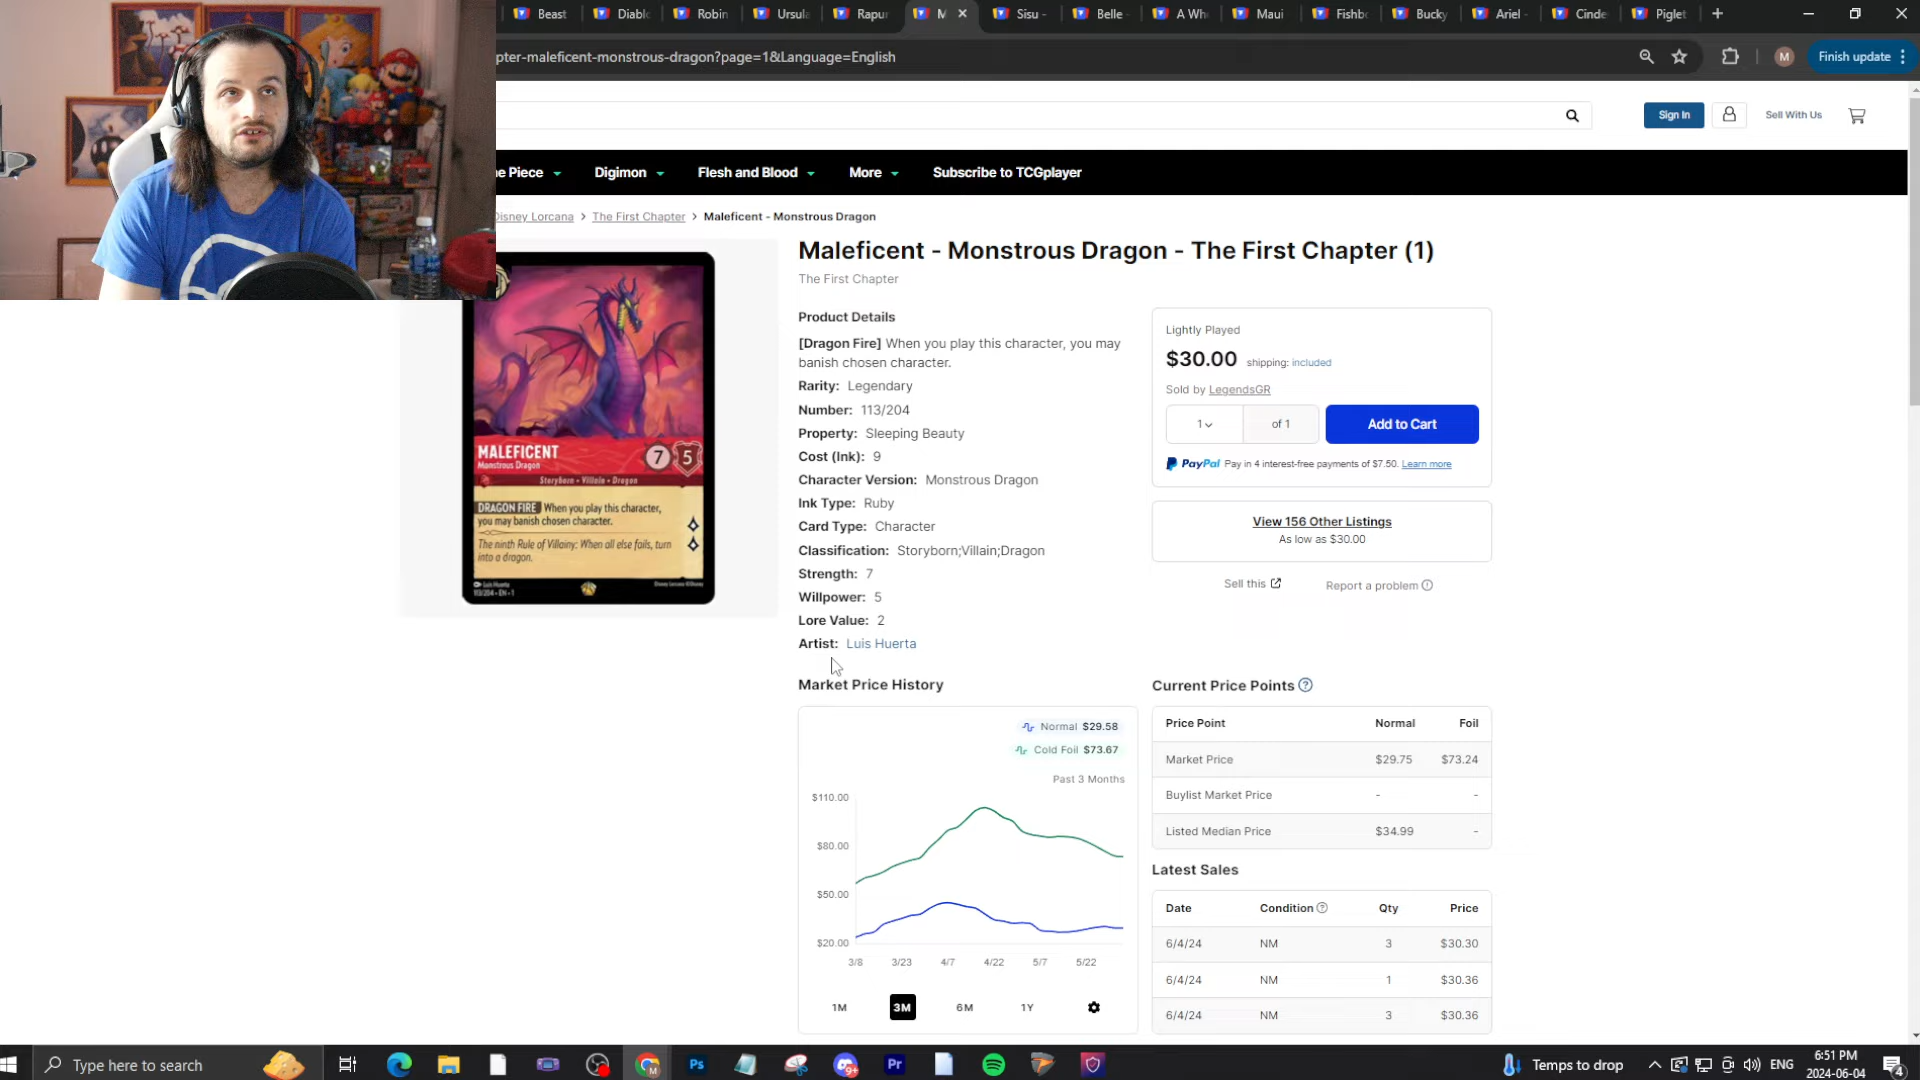 Beast
Diablo
Robin
Ursula
Rapun
M
Sisu -
Belle -
A Who
Maui
Fishbo
Bucky
Ariel -
Cinde
Piglet
pter-maleficent-monstrous-dragon?page=1&Language=English
M
Finish update
Sign In
Sell With Us
e Piece
Digimon
Flesh and Blood
More
Subscribe to TCGplayer
Disney Lorcana > The First Chapter > Maleficent - Monstrous Dragon
Maleficent - Monstrous Dragon - The First Chapter (1)
The First Chapter
Product Details
[Dragon Fire] When you play this character, you may
banish chosen character.
Rarity: Legendary
Number: 113/204
Property: Sleeping Beauty
Cost (Ink): 9
Character Version: Monstrous Dragon
Ink Type: Ruby
Card Type: Character
Classification: Storyborn;Villain;Dragon
Strength: 7
Willpower: 5
Lore Value: 2
Artist: Luis Huerta
MALEFICENT
Monstrous Dragon
7
5
Storyborn • Villain • Dragon
DRAGON FIRE When you play this character,
you may banish chosen character.
The ninth Rule of Villainy: When all else fails, turn
into a dragon.
Luis Huerta
113/204 • EN • 1
Lightly Played
$30.00 shipping: included
Sold by LegendsGR
1
of 1
Add to Cart
PayPal Pay in 4 interest-free payments of $7.50. Learn more
View 156 Other Listings
As low as $30.00
Sell this
Report a problem
Market Price History
Normal $29.58
Cold Foil $73.67
Past 3 Months
$110.00
$80.00
$50.00
$20.00
3/8 3/23 4/7 4/22 5/7 5/22
1M 3M 6M 1Y
Current Price Points
Price Point Normal Foil
Market Price $29.75 $73.24
Buylist Market Price - -
Listed Median Price $34.99 -
Latest Sales
Date Condition Qty Price
6/4/24 NM 3 $30.30
6/4/24 NM 1 $30.36
6/4/24 NM 3 $30.36
Type here to search
M
Ps
9+
Pr
Temps to drop
ENG
6:51 PM
2024-06-04
4